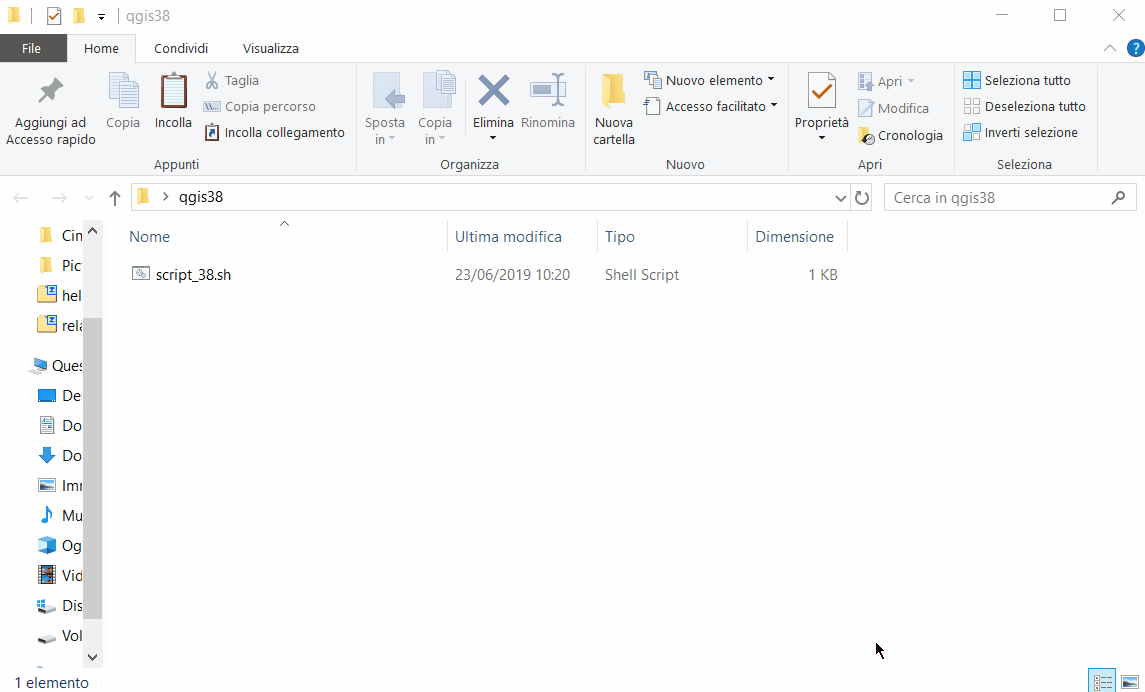 qgis38
File Home Condividi Visualizza
?
Aggiungi ad
Accesso rapido
Copia
Incolla
Taglia
Copia percorso
Incolla collegamento
Appunti
Sposta
in
Copia
in
Elimina
Rinomina
Organizza
Nuova
cartella
Nuovo elemento
Accesso facilitato
Nuovo
Proprietà
Apri
Modifica
Cronologia
Apri
Seleziona tutto
Deseleziona tutto
Inverti selezione
Seleziona
qgis38
Cerca in qgis38
Nome Ultima modifica Tipo Dimensione
script_38.sh 23/06/2019 10:20 Shell Script 1 KB
Cin
Pic
hel
rela
Ques
De
Do
Do
Imm
Mu
Og
Vid
Dis
Vol
1 elemento